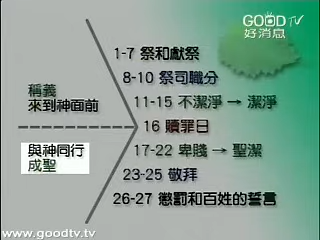 GOOD TV
好消息
1-7 祭和獻祭
8-10 祭司職分
稱義
來到神面前
11-15 不潔淨 → 潔淨
16 贖罪日
與神同行
成聖
17-22 卑賤 → 聖潔
23-25 敬拜
26-27 懲罰和百姓的誓言
www.goodtv.tv